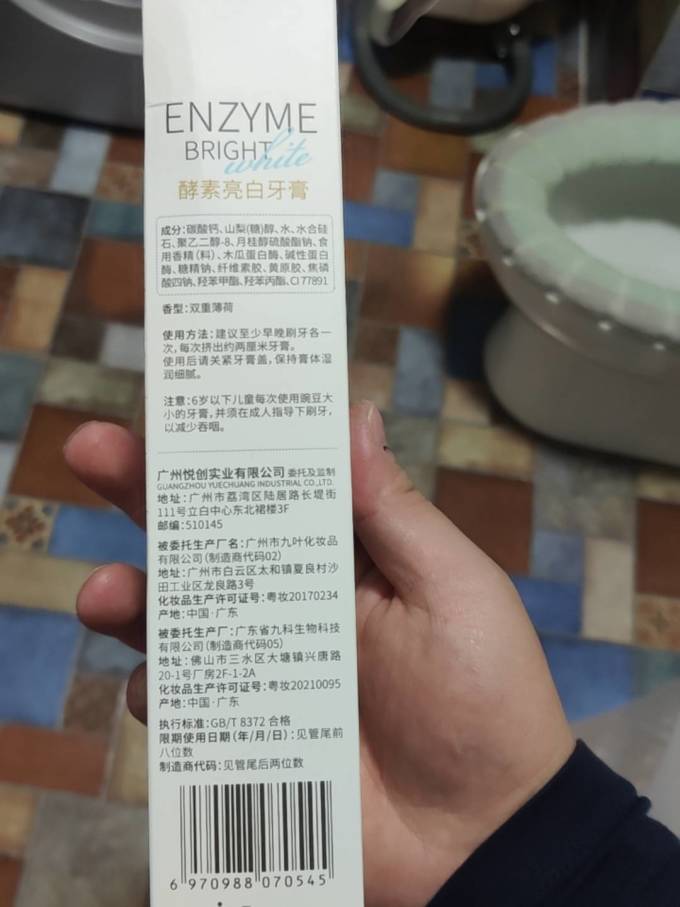 ENZYME
BRIGHT
white
酵素亮白牙膏
成分:碳酸钙、山梨(糖)醇、水、水合硅
石、聚乙二醇-8、月桂醇硫酸酯钠、食
用香精(料)、木瓜蛋白酶、碱性蛋白
酶、糖精钠、纤维素胶、黄原胶、焦磷
酸四钠、羟苯甲酯、羟苯丙酯、CI 77891
香型:双重薄荷
使用方法:建议至少早晚刷牙各一
次,每次挤出约两厘米牙膏。
使用后请关紧牙膏盖,保持膏体湿
润细腻。
注意:6岁以下儿童每次使用豌豆大
小的牙膏,并须在成人指导下刷牙,
以减少吞咽。
广州悦创实业有限公司 委托及监制
GUANGZHOU YUECHUANG INDUSTRIAL CO.,LTD.
地址:广州市荔湾区陆居路长堤街
111号立白中心东北裙楼3F
邮编:510145
被委托生产厂名:广州市九叶化妆品
有限公司(制造商代码02)
地址:广州市白云区太和镇夏良村沙
田工业区龙良路3号
化妆品生产许可证号:粤妆20170234
产地:中国·广东
被委托生产厂:广东省九科生物科技
有限公司(制造商代码05)
地址:佛山市三水区大塘镇兴唐路
20-1号厂房2F-1-2A
化妆品生产许可证号:粤妆20210095
产地:中国·广东
执行标准:GB/T 8372 合格
限期使用日期(年/月/日):见管尾前
八位数
制造商代码:见管尾后两位数
6 970988 070545